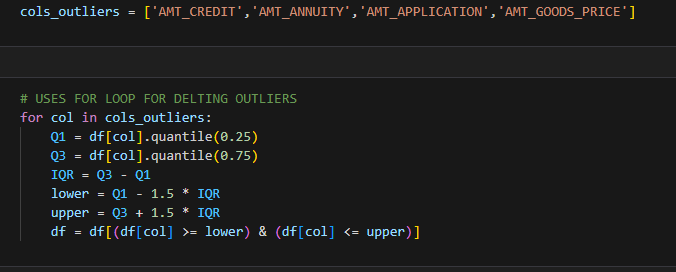 cols_outliers = ['AMT_CREDIT','AMT_ANNUITY','AMT_APPLICATION','AMT_GOODS_PRICE']
# USES FOR LOOP FOR DELTING OUTLIERS
for col in cols_outliers:
    Q1 = df[col].quantile(0.25)
    Q3 = df[col].quantile(0.75)
    IQR = Q3 - Q1
    lower = Q1 - 1.5 * IQR
    upper = Q3 + 1.5 * IQR
    df = df[(df[col] >= lower) & (df[col] <= upper)]